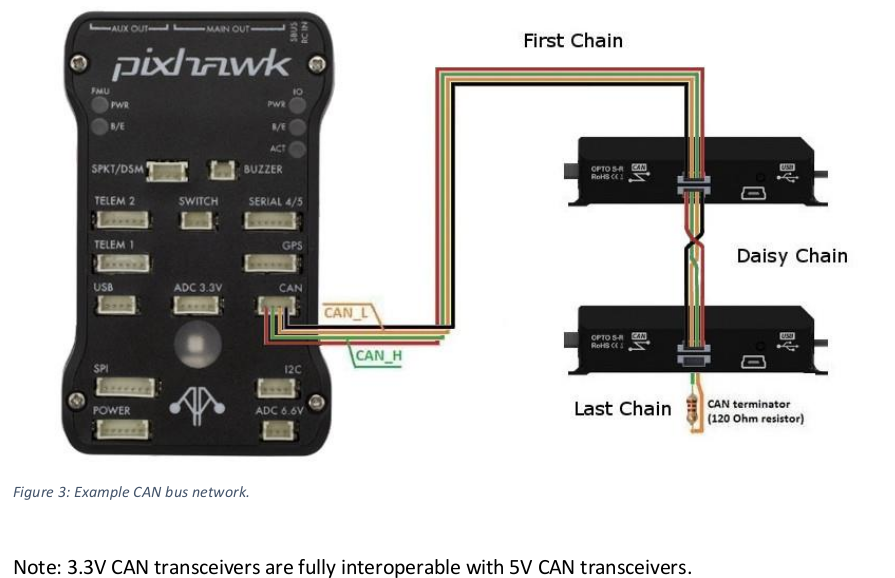 AUX OUT
MAIN OUT
SBUS
RC IN
pixhawk
FMU
IO
PWR
PWR
B/E
B/E
ACT
SPKT/DSM
BUZZER
TELEM 2
SWITCH
SERIAL 4/5
TELEM 1
GPS
USB
ADC 3.3V
CAN
SPI
I2C
POWER
ADC 6.6V
CAN_L
CAN_H
First Chain
OPTO S-R
CAN
USB
RoHS CE
Daisy Chain
OPTO S-R
CAN
USB
RoHS CE
Last Chain
CAN terminator
(120 Ohm resistor)
Figure 3: Example CAN bus network.
Note: 3.3V CAN transceivers are fully interoperable with 5V CAN transceivers.